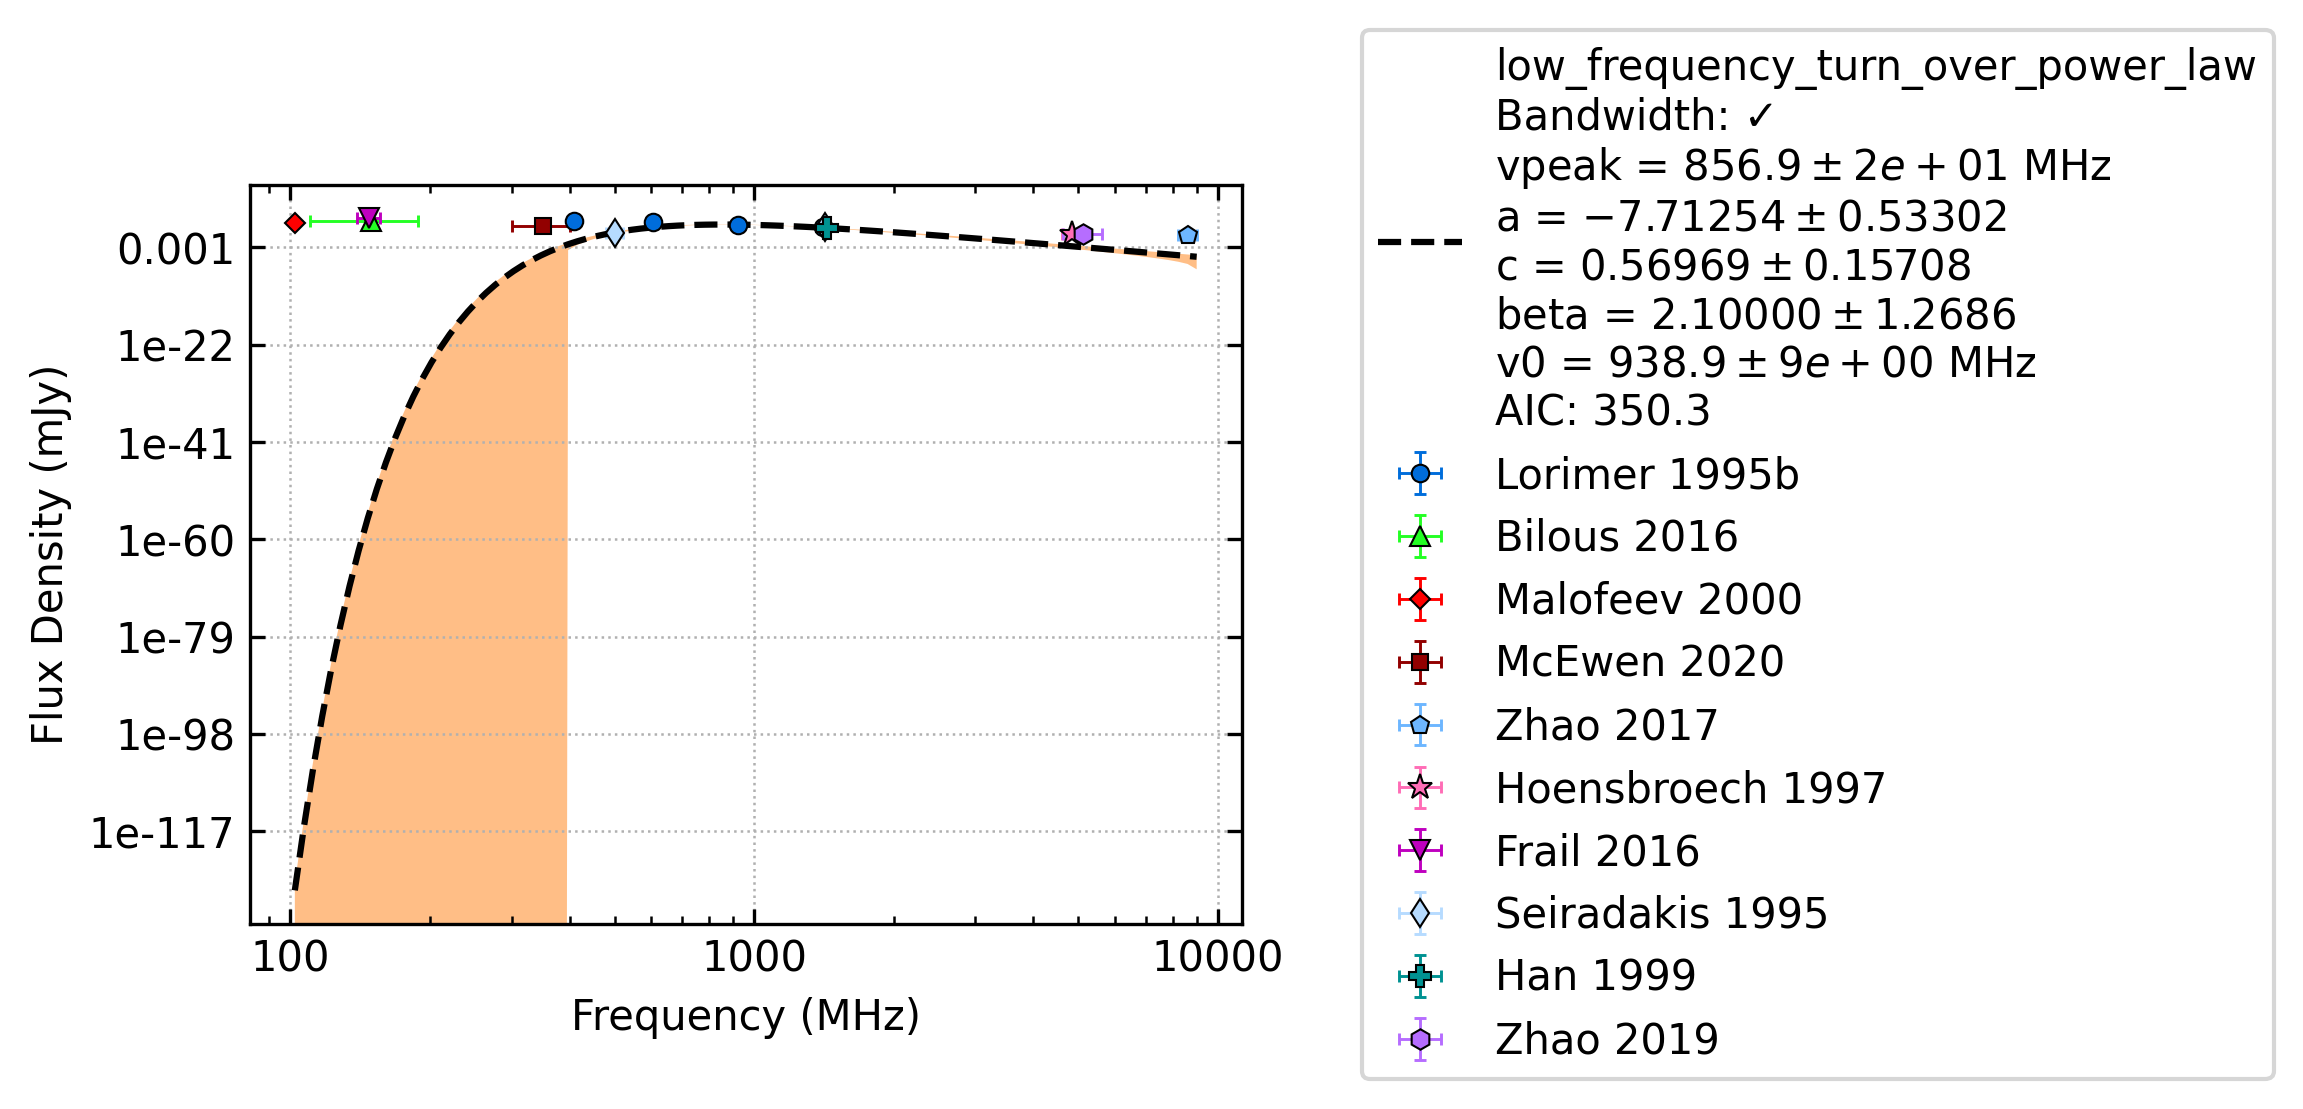 0.001
1e-22
1e-41
1e-60
1e-79
1e-98
1e-117
Flux Density (mJy)
100
1000
10000
Frequency (MHz)
low_frequency_turn_over_power_law
Bandwidth: ✓
vpeak = 856.9 ± 2e + 01 MHz
a = −7.71254 ± 0.53302
c = 0.56969 ± 0.15708
beta = 2.10000 ± 1.2686
v0 = 938.9 ± 9e + 00 MHz
AIC: 350.3
Lorimer 1995b
Bilous 2016
Malofeev 2000
McEwen 2020
Zhao 2017
Hoensbroech 1997
Frail 2016
Seiradakis 1995
Han 1999
Zhao 2019